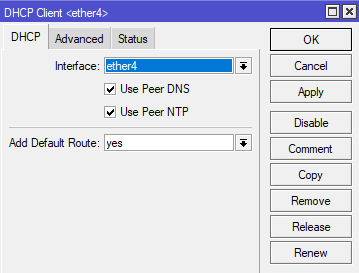 DHCP Client <ether4>
DHCP Advanced Status
Interface: ether4
Use Peer DNS
Use Peer NTP
Add Default Route: yes
OK
Cancel
Apply
Disable
Comment
Copy
Remove
Release
Renew